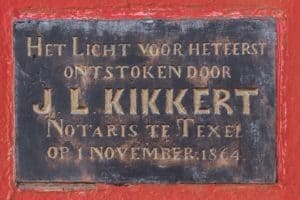 HET LICHT VOOR HET EERST
ONTSTOKEN DOOR
J. L. KIKKERT
NOTARIS TE TEXEL
OP 1 NOVEMBER. 1864.